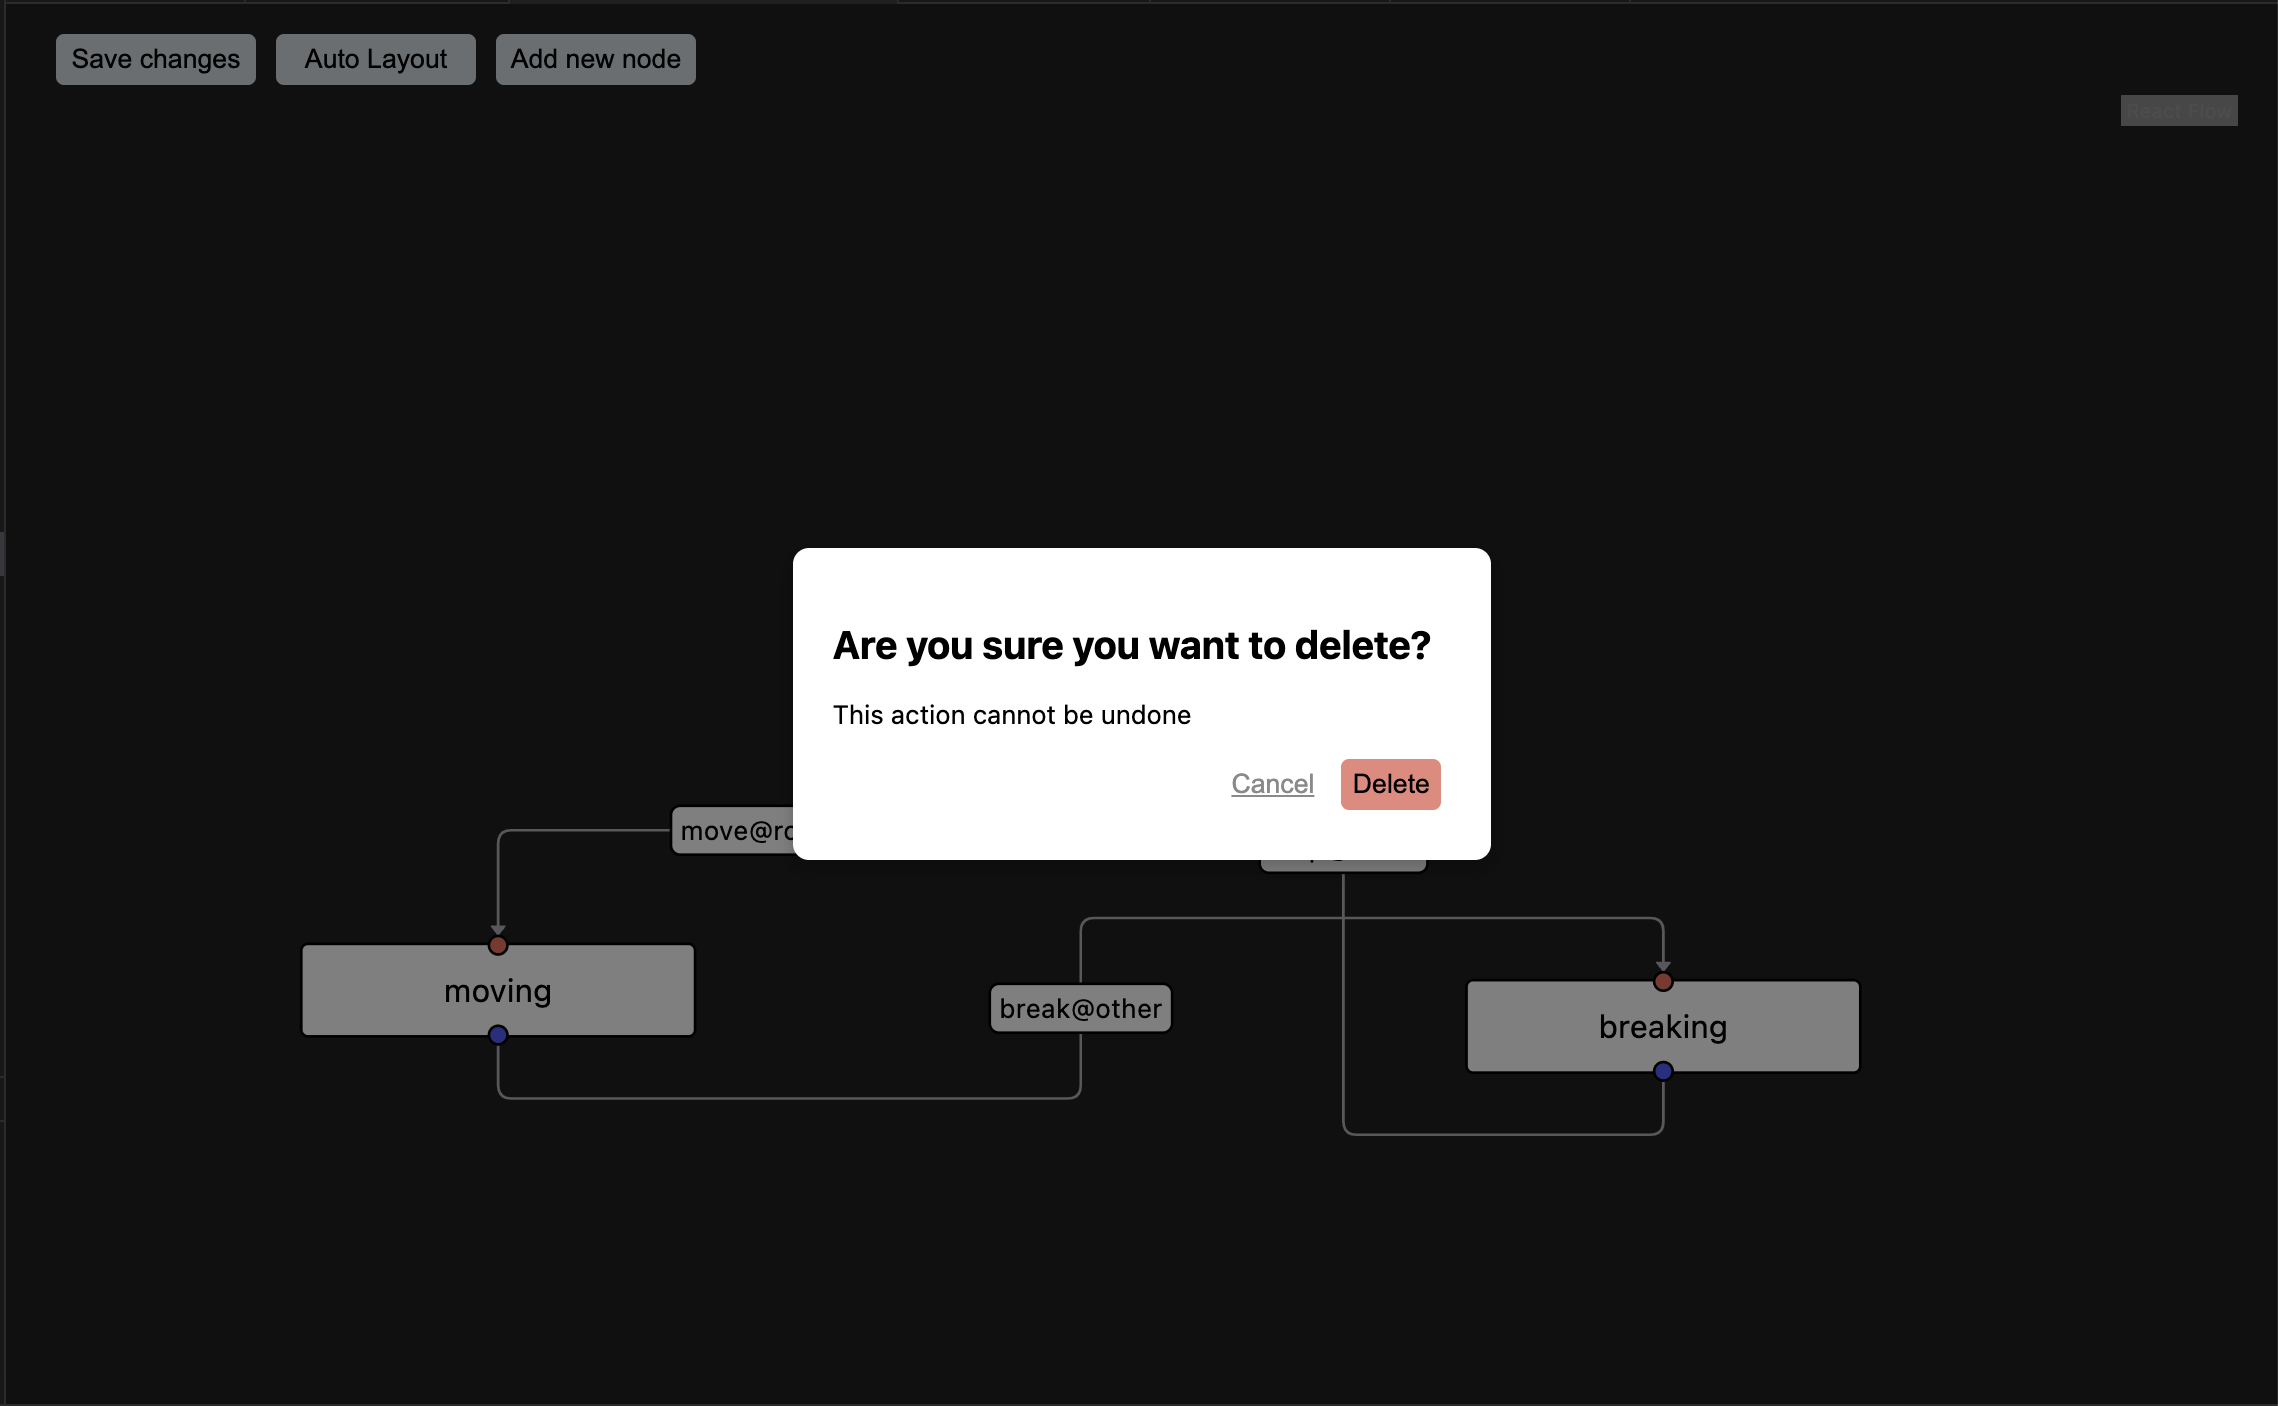 Save changes
Auto Layout
Add new node
React Flow
Are you sure you want to delete?
This action cannot be undone
Cancel
Delete
move@ro
moving
break@other
breaking